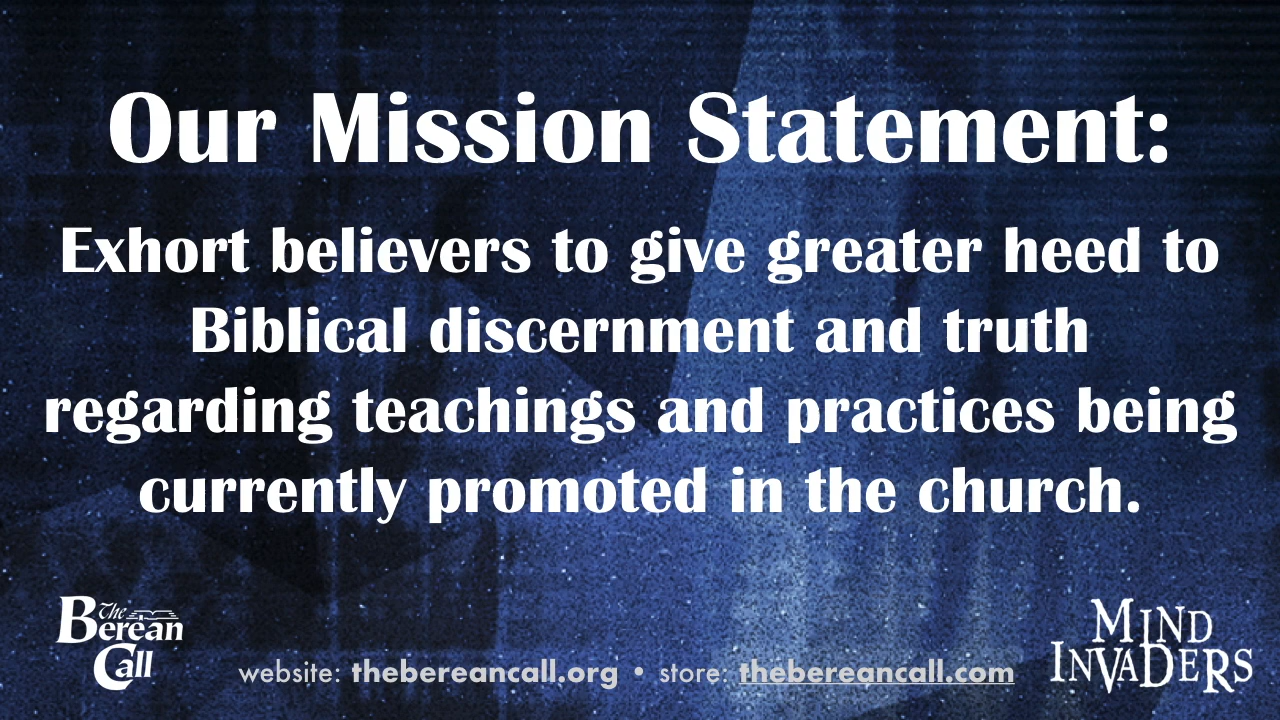 Our Mission Statement:
Exhort believers to give greater heed to
Biblical discernment and truth
regarding teachings and practices being
currently promoted in the church.
The
Berean
Call
website: thebereancall.org • store: thebereancall.com
MIND
INVADERS